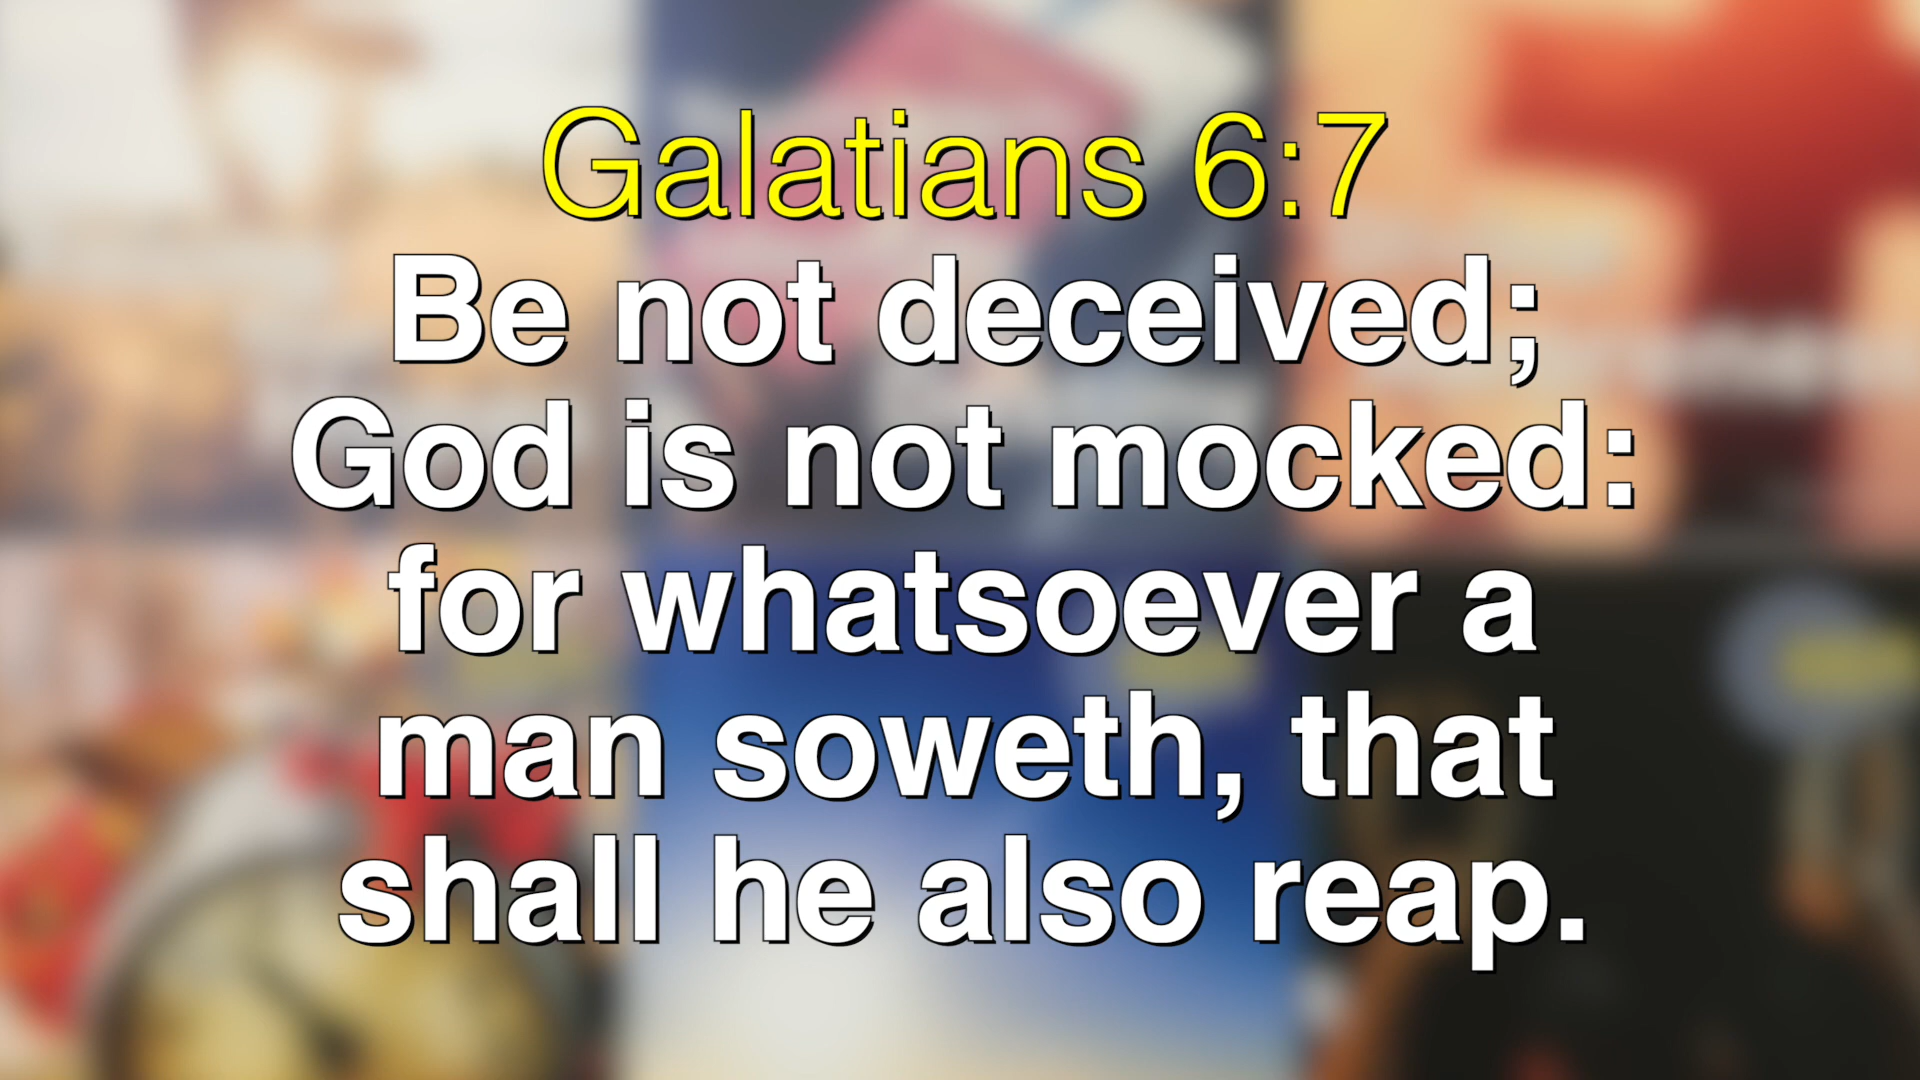 Galatians 6:7
Be not deceived;
God is not mocked:
for whatsoever a
man soweth, that
shall he also reap.